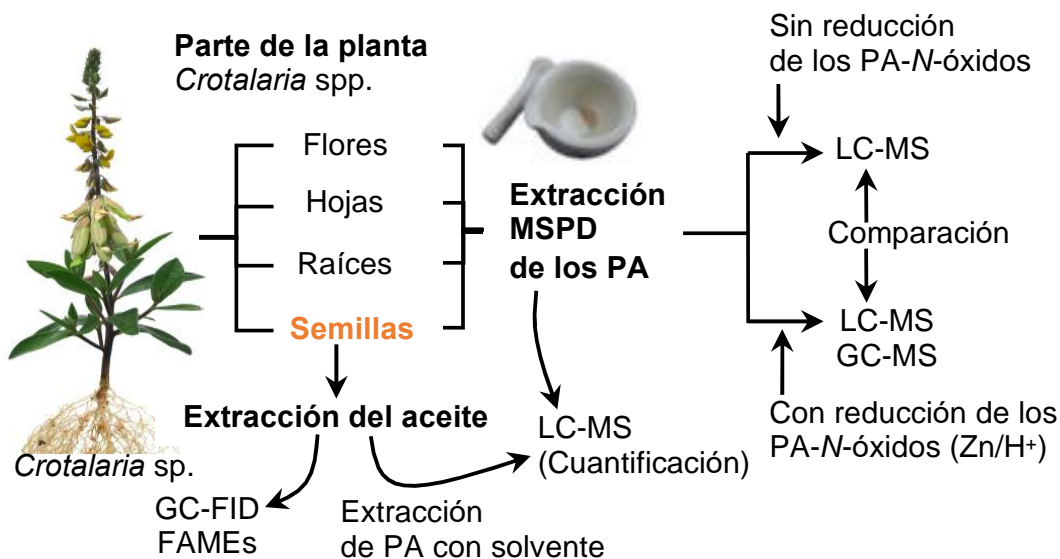 Parte de la planta
Crotalaria spp.
Flores
Hojas
Raíces
Semillas
Extracción
MSPD
de los PA
Sin reducción
de los PA-N-óxidos
LC-MS
Comparación
LC-MS
GC-MS
Con reducción de los
PA-N-óxidos (Zn/H⁺)
Extracción del aceite
LC-MS
(Cuantificación)
Crotalaria sp.
GC-FID
FAMEs
Extracción
de PA con solvente